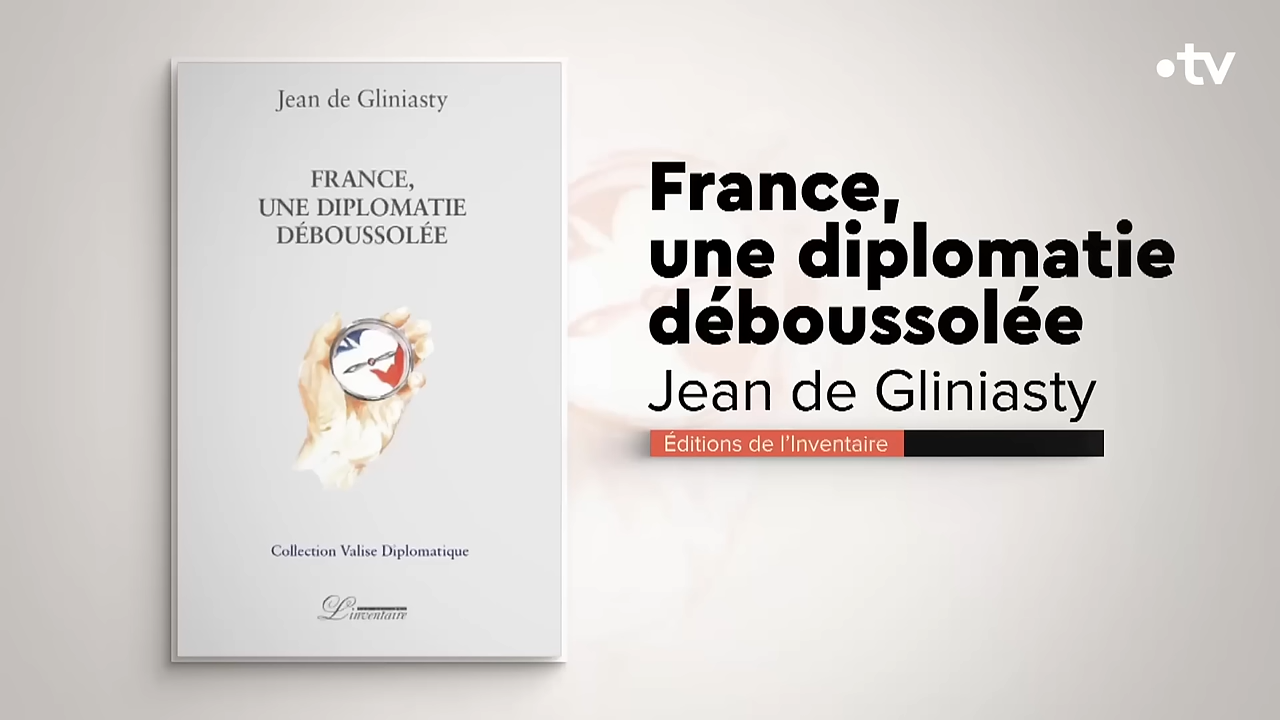 Jean de Gliniasty
FRANCE,
UNE DIPLOMATIE
DÉBOUSSOLÉE
Collection Valise Diplomatique
L'inventaire
France,
une diplomatie
déboussolée
Jean de Gliniasty
Éditions de l'Inventaire
•tv